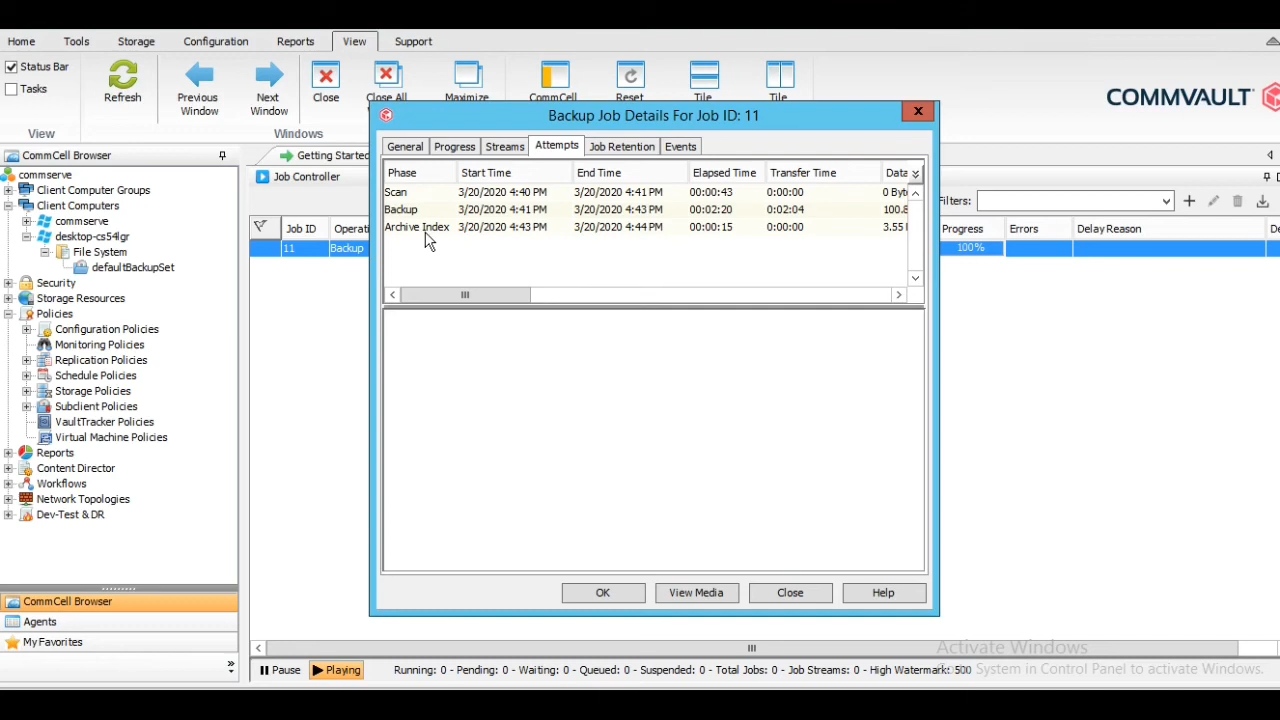 Home Tools Storage Configuration Reports View Support
Status Bar
Tasks
Refresh
Previous Window
Next Window
Close
Close All
Maximize
CommCell
Reset
Tile
Tile
View
Windows
COMMVAULT
CommCell Browser
commserve
Client Computer Groups
Client Computers
commserve
desktop-cs54lgr
File System
defaultBackupSet
Security
Storage Resources
Policies
Configuration Policies
Monitoring Policies
Replication Policies
Schedule Policies
Storage Policies
Subclient Policies
VaultTracker Policies
Virtual Machine Policies
Reports
Content Director
Workflows
Network Topologies
Dev-Test & DR
CommCell Browser
Agents
My Favorites
Getting Started
Job Controller
Filters:
Job ID Operati Progress Errors Delay Reason De
11 Backup 100%
Backup Job Details For Job ID: 11
General Progress Streams Attempts Job Retention Events
Phase Start Time End Time Elapsed Time Transfer Time Data
Scan 3/20/2020 4:40 PM 3/20/2020 4:41 PM 00:00:43 0:00:00 0 Byt
Backup 3/20/2020 4:41 PM 3/20/2020 4:43 PM 00:02:20 0:02:04 100.8
Archive Index 3/20/2020 4:43 PM 3/20/2020 4:44 PM 00:00:15 0:00:00 3.55
OK View Media Close Help
Activate Windows
System in Control Panel to activate Windows.
Pause Playing Running: 0 - Pending: 0 - Waiting: 0 - Queued: 0 - Suspended: 0 - Total Jobs: 0 - Job Streams: 0 - High Watermark: 500